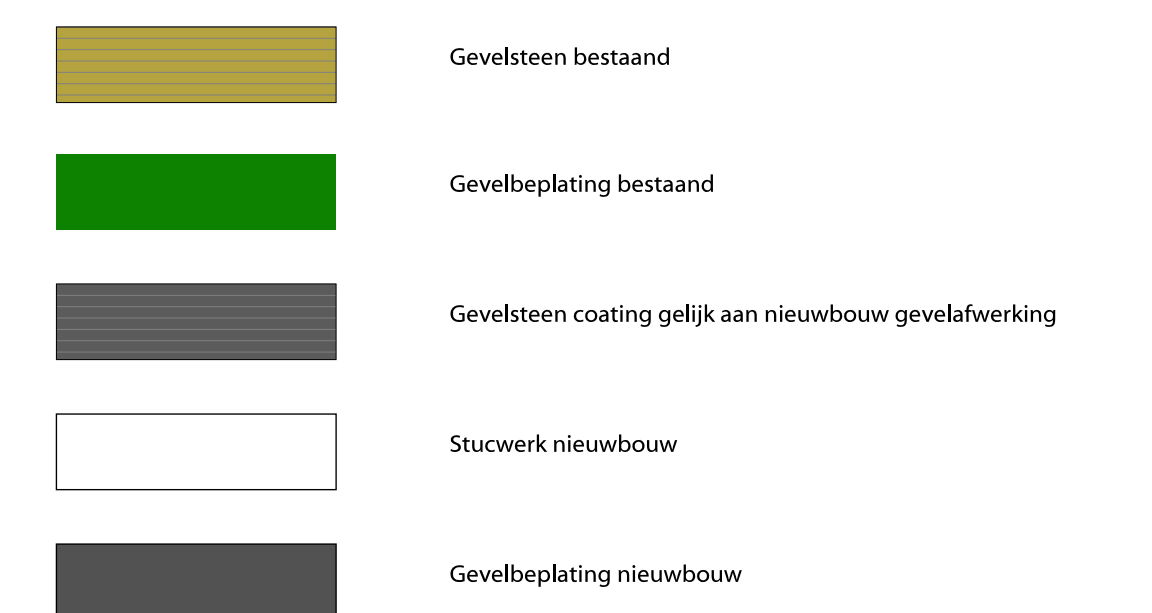 Gevelsteen bestaand
Gevelbeplating bestaand
Gevelsteen coating gelijk aan nieuwbouw gevelafwerking
Stucwerk nieuwbouw
Gevelbeplating nieuwbouw